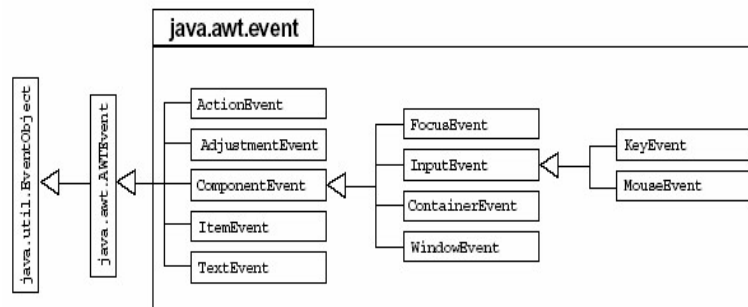 java.awt.event
java.util.EventObject
java.awt.AWTEvent
ActionEvent
AdjustmentEvent
ComponentEvent
ItemEvent
TextEvent
FocusEvent
InputEvent
ContainerEvent
WindowEvent
KeyEvent
MouseEvent